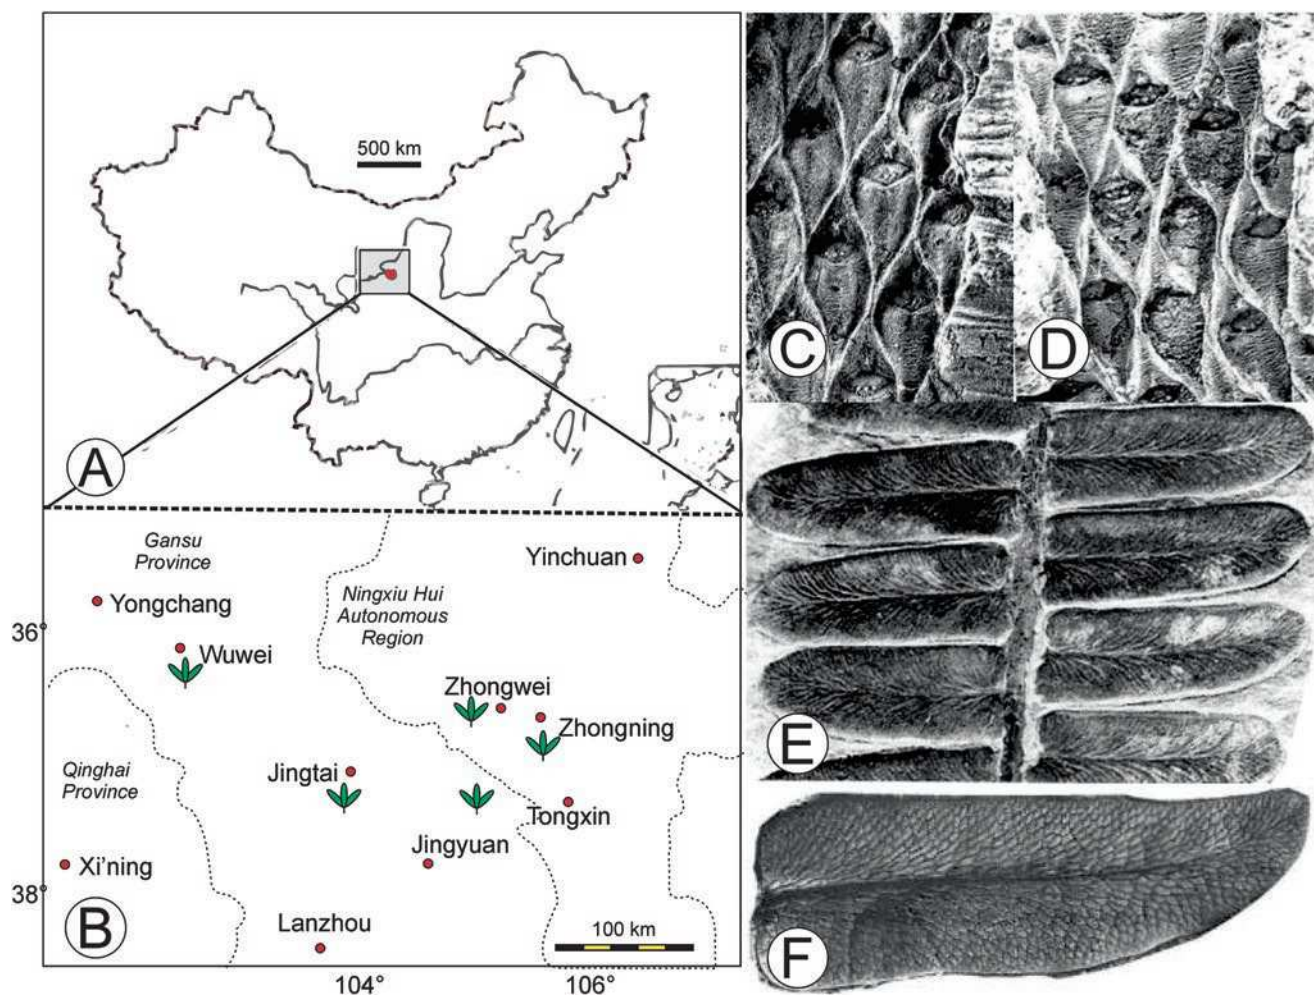 500 km
A
C
D
Gansu
Province
Yinchuan
Yongchang
Ningxiu Hui
Autonomous
Region
36°
Wuwei
Zhongwei
Zhongning
E
Qinghai
Province
Jingtai
Tongxin
Jingyuan
Xi'ning
38°
B
Lanzhou
100 km
F
104°
106°